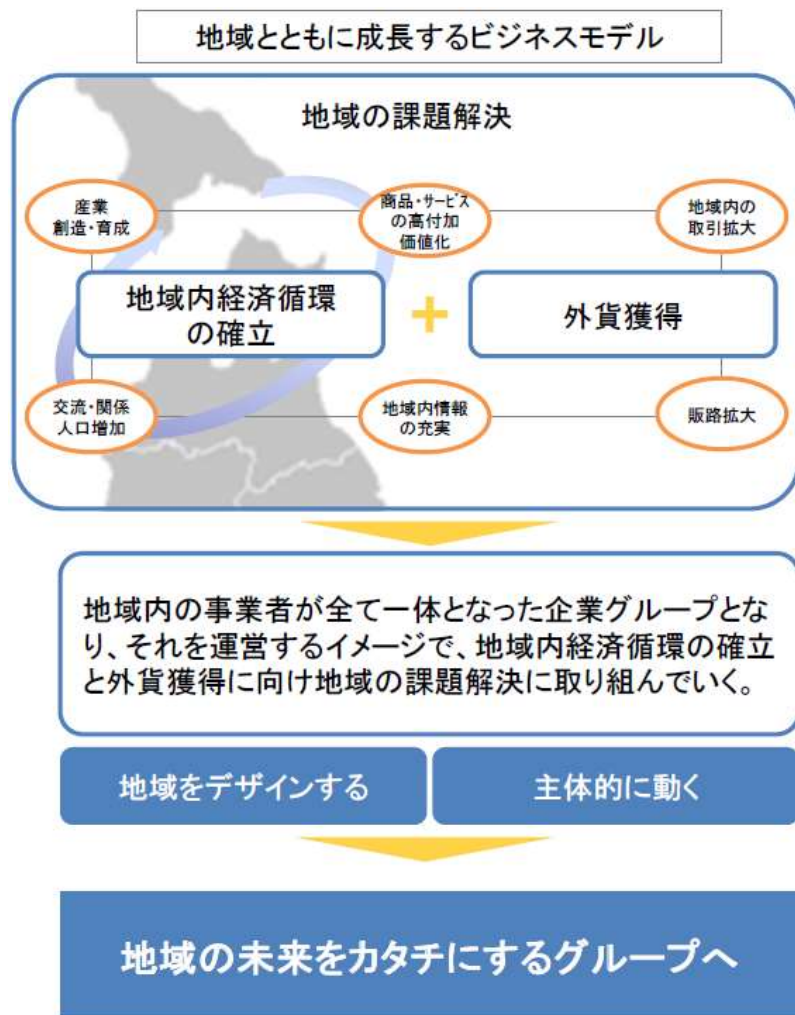 地域とともに成長するビジネスモデル
地域の課題解決
産業
創造・育成
商品・サービス
の高付加
価値化
地域内の
取引拡大
地域内経済循環
の確立
+
外貨獲得
交流・関係
人口増加
地域内情報
の充実
販路拡大
地域内の事業者が全て一体となった企業グループとな
り、それを運営するイメージで、地域内経済循環の確立
と外貨獲得に向け地域の課題解決に取り組んでいく。
地域をデザインする
主体的に動く
地域の未来をカタチにするグループへ